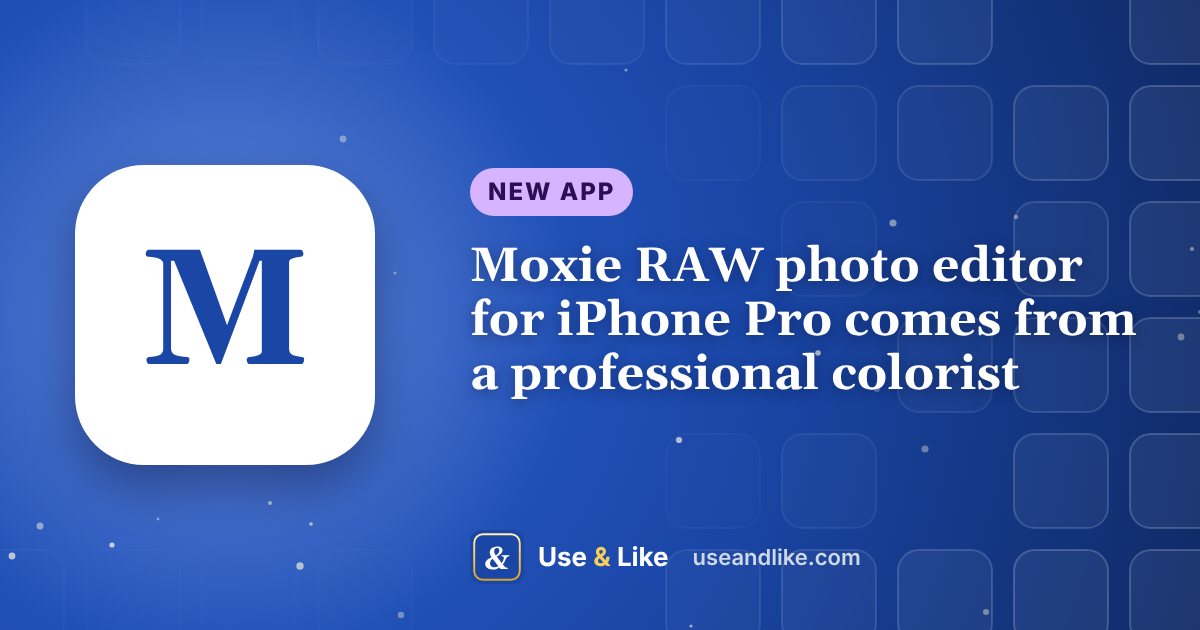 M
NEW APP
Moxie RAW photo editor
for iPhone Pro comes from
a professional colorist
& Use & Like useandlike.com